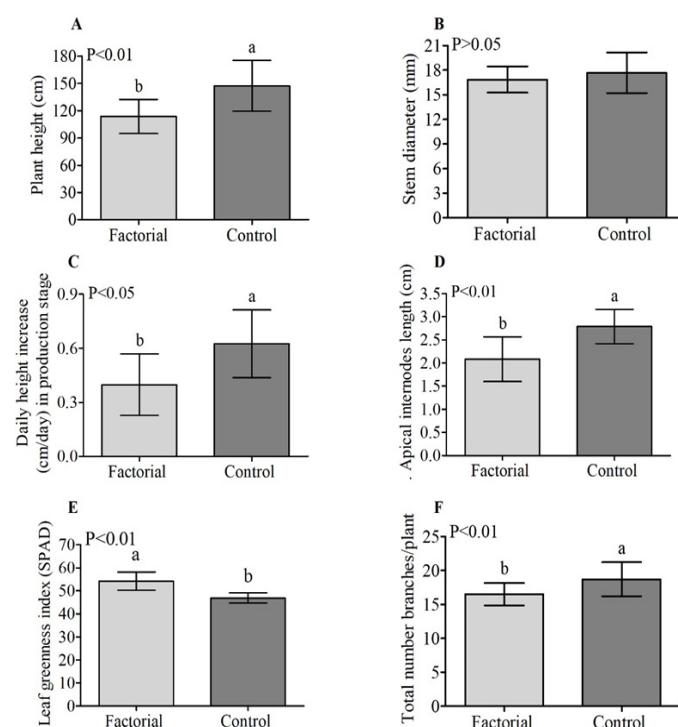 A
P<0.01
Plant height (cm)
180
150
120
90
60
30
0
b
a
Factorial Control
B
P>0.05
Stem diameter (mm)
21
18
15
12
9
6
3
0
Factorial Control
C
P<0.05
Daily height increase
(cm/day) in production stage
0.9
0.6
0.3
0.0
b
a
Factorial Control
D
P<0.01
. Apical internodes length (cm)
3.5
3.0
2.5
2.0
1.5
1.0
0.5
0.0
b
a
Factorial Control
E
P<0.01
Leaf greenness index (SPAD)
70
60
50
40
30
20
10
0
a
b
Factorial Control
F
P<0.01
Total number branches/plant
25
20
15
10
5
0
b
a
Factorial Control